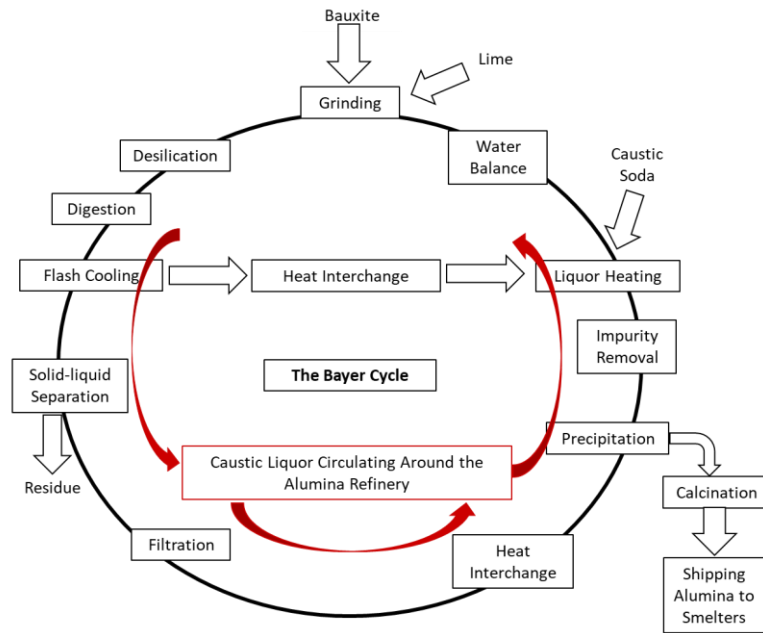 Bauxite
Lime
Grinding
Desilication
Water
Balance
Caustic
Soda
Digestion
Flash Cooling
Heat Interchange
Liquor Heating
Impurity
Removal
Solid-liquid
Separation
The Bayer Cycle
Precipitation
Caustic Liquor Circulating Around the
Alumina Refinery
Residue
Calcination
Filtration
Heat
Interchange
Shipping
Alumina to
Smelters